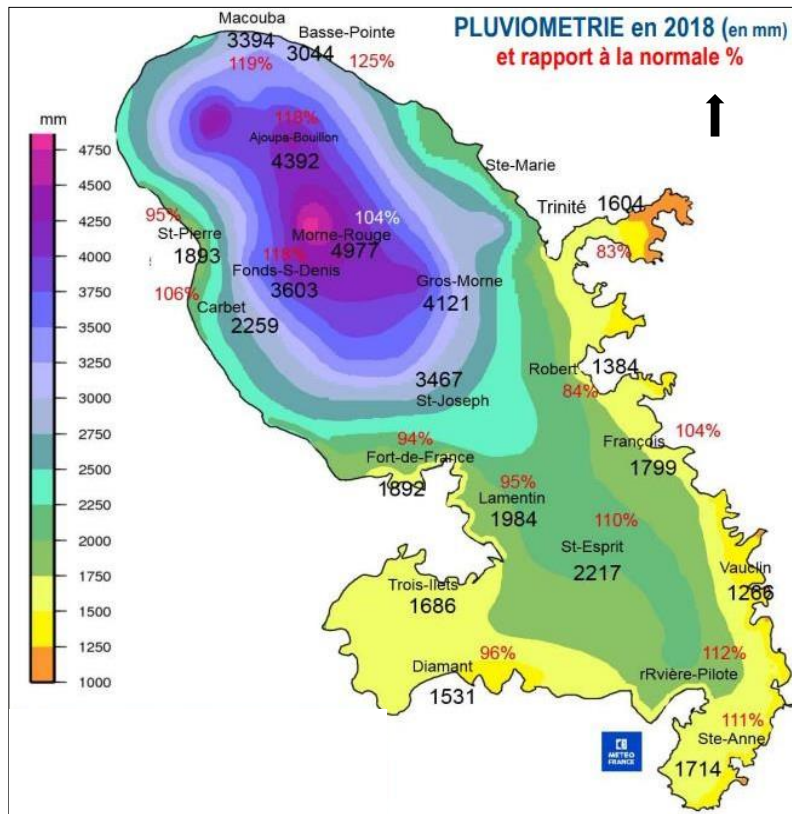 PLUVIOMETRIE en 2018 (en mm)
et rapport à la normale %
Macouba
3394
119%
Basse-Pointe
3044
125%
mm
4750
4500
4250
4000
3750
3500
3250
3000
2750
2500
2250
2000
1750
1500
1250
1000
118%
Ajoupa-Bouillon
4392
Ste-Marie
Trinité
1604
83%
95%
St-Pierre
1893
104%
Morne-Rouge
4977
118%
Fonds-S-Denis
3603
Gros-Morne
4121
106%
Carbet
2259
3467
St-Joseph
Robert
1384
84%
94%
Fort-de-France
1892
104%
François
1799
95%
Lamentin
1984
110%
St-Esprit
2217
Vauclin
1266
Trois-Ilets
1686
96%
Diamant
1531
112%
rRvière-Pilote
111%
Ste-Anne
1714
METEO
FRANCE